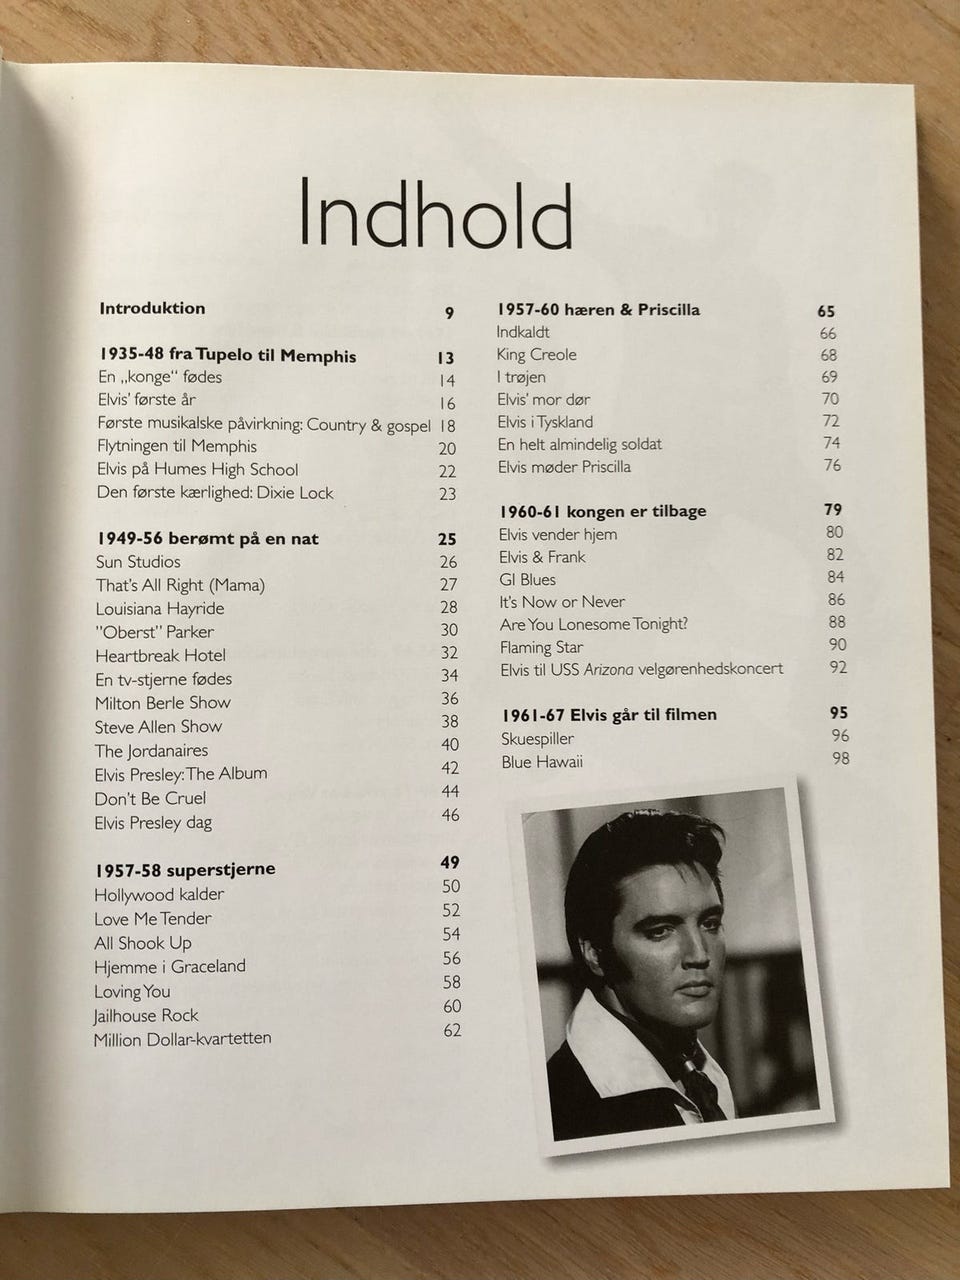 Indhold
Introduktion 9
1935-48 fra Tupelo til Memphis 13
En „konge“ fødes 14
Elvis’ første år 16
Første musikalske påvirkning: Country & gospel 18
Flytningen til Memphis 20
Elvis på Humes High School 22
Den første kærlighed: Dixie Lock 23
1949-56 berømt på en nat 25
Sun Studios 26
That’s All Right (Mama) 27
Louisiana Hayride 28
”Oberst” Parker 30
Heartbreak Hotel 32
En tv-stjerne fødes 34
Milton Berle Show 36
Steve Allen Show 38
The Jordanaires 40
Elvis Presley: The Album 42
Don’t Be Cruel 44
Elvis Presley dag 46
1957-58 superstjerne 49
Hollywood kalder 50
Love Me Tender 52
All Shook Up 54
Hjemme i Graceland 56
Loving You 58
Jailhouse Rock 60
Million Dollar-kvartetten 62
1957-60 hæren & Priscilla 65
Indkaldt 66
King Creole 68
I trøjen 69
Elvis’ mor dør 70
Elvis i Tyskland 72
En helt almindelig soldat 74
Elvis møder Priscilla 76
1960-61 kongen er tilbage 79
Elvis vender hjem 80
Elvis & Frank 82
GI Blues 84
It’s Now or Never 86
Are You Lonesome Tonight? 88
Flaming Star 90
Elvis til USS Arizona velgørenhedskoncert 92
1961-67 Elvis går til filmen 95
Skuespiller 96
Blue Hawaii 98